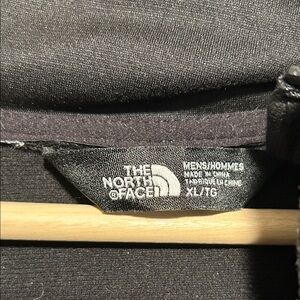 THE
NORTH
FACE
MENS/HOMMES
MADE IN CHINA
FABRIQUÉ EN CHINE
XL/TG